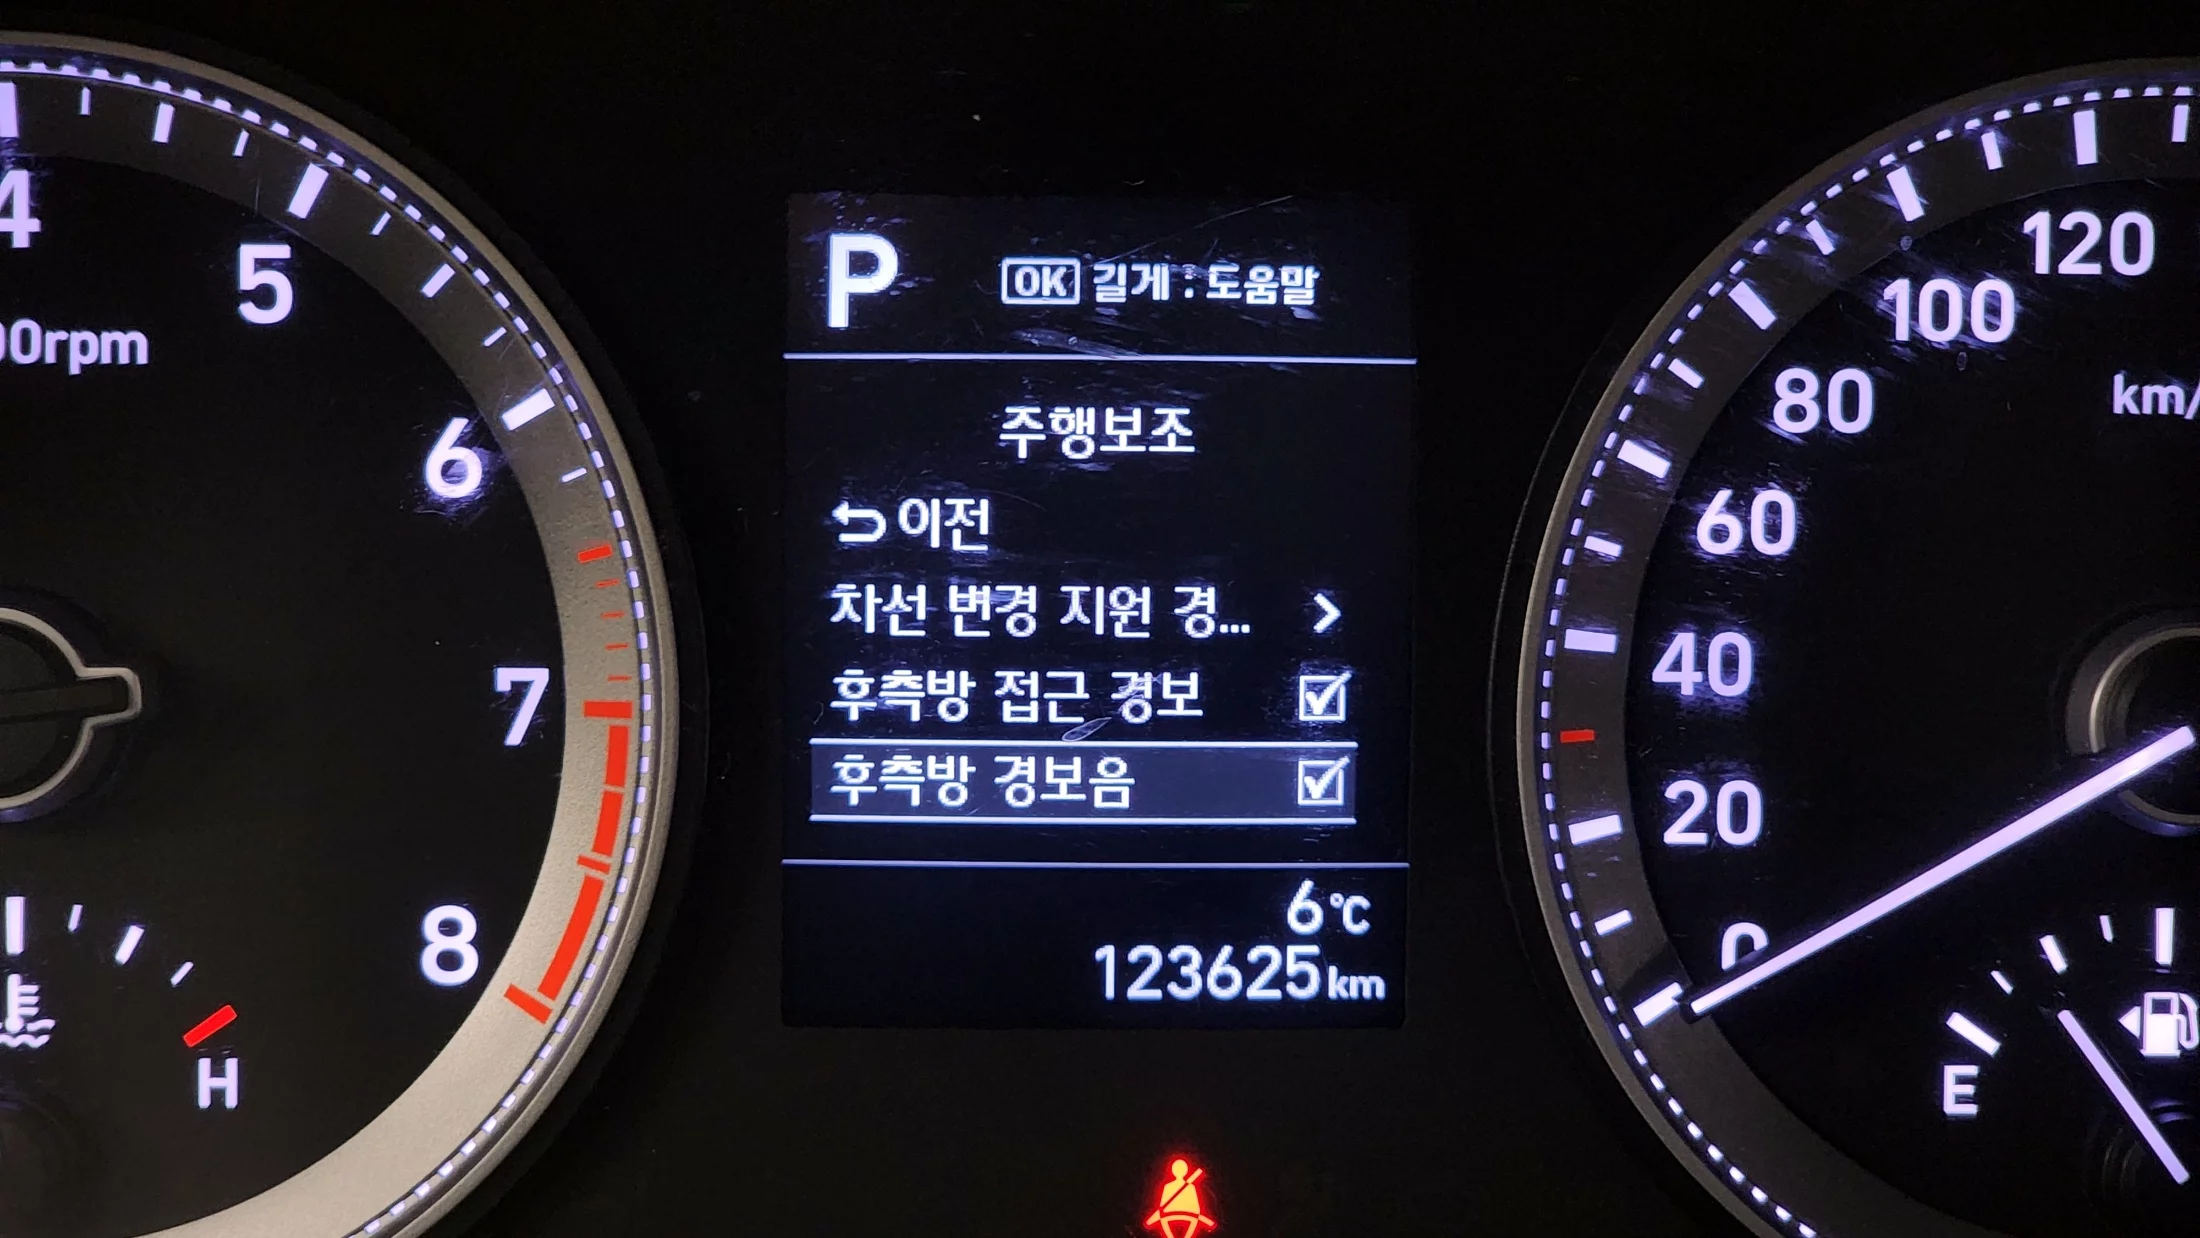 4
5
00rpm
6
7
8
H
P
OK 길게 : 도움말
주행보조
이전
차선 변경 지원 경...
후측방 접근 경보
후측방 경보음
6℃
123625km
120
100
80
km/
60
40
20
0
E